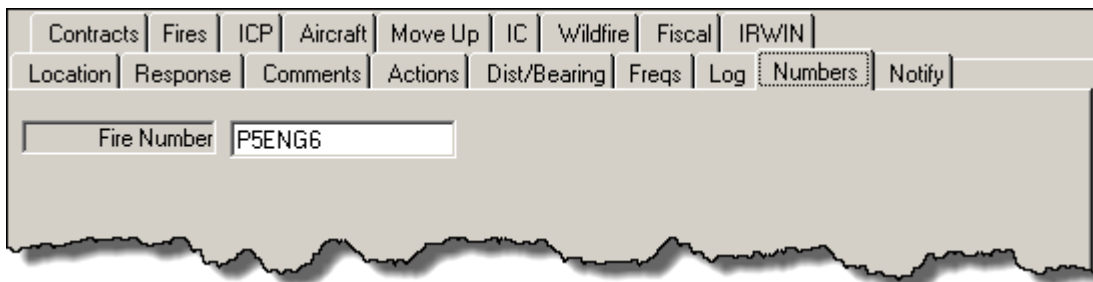 Contracts Fires ICP Aircraft Move Up IC Wildfire Fiscal IRWIN
Location Response Comments Actions Dist/Bearing Freqs Log Numbers Notify
Fire Number P5ENG6